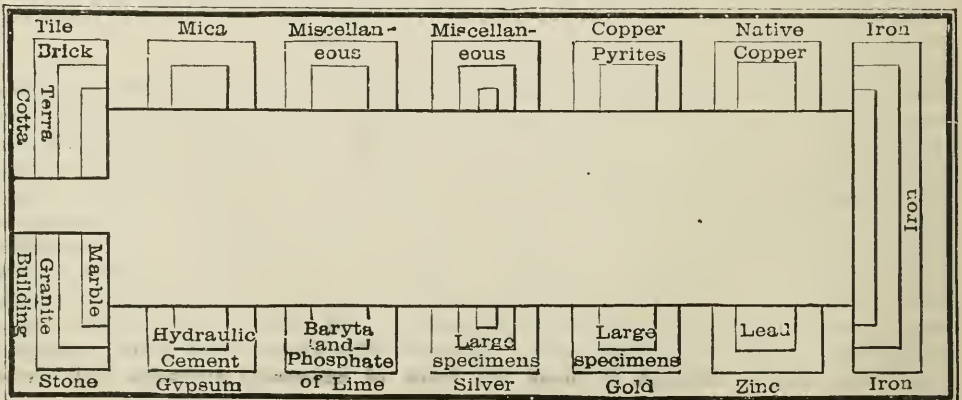 Tile
Brick
Terra
Cotta
Mica
Miscellan-
eous
Miscellan-
eous
Copper
Pyrites
Native
Copper
Iron
Iron
Building
Granite
Marble
Stone
Hydraulic
Cement
Gypsum
Baryta
and
Phosphate
of Lime
Large
specimens
Silver
Large
specimens
Gold
Lead
Zinc
Iron